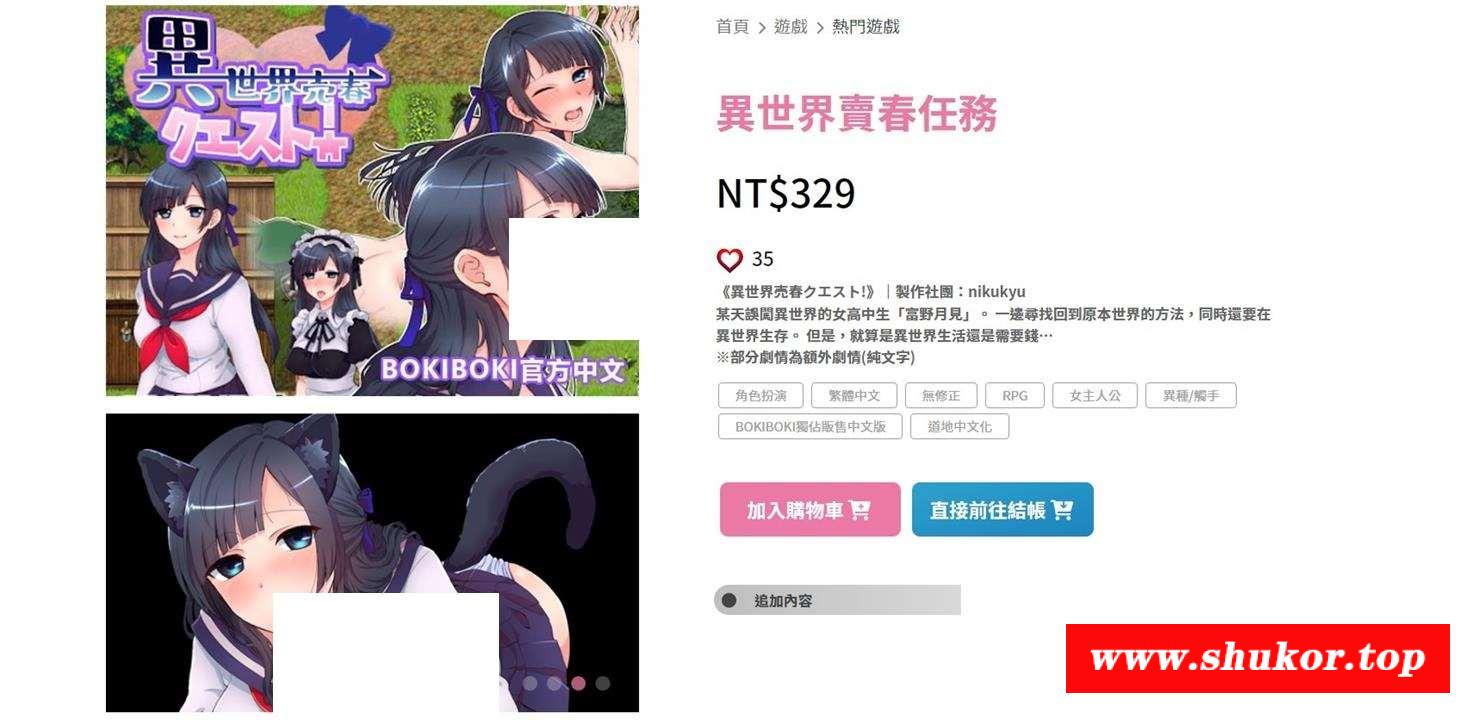 異世界売春
クエスト!
BOKIBOKI官方中文
首頁 > 遊戲 > 熱門遊戲
異世界賣春任務
NT$329
35
《異世界売春クエスト!》｜製作社團：nikukyu
某天誤闖異世界的女高中生「富野月見」。 一邊尋找回到原本世界的方法，同時還要在
異世界生存。 但是，就算是異世界生活還是需要錢…
※部分劇情為額外劇情(純文字)
角色扮演 繁體中文 無修正 RPG 女主人公 異種/觸手
BOKIBOKI獨佔販售中文版 道地中文化
加入購物車 直接前往結帳
追加內容
www.shukor.top